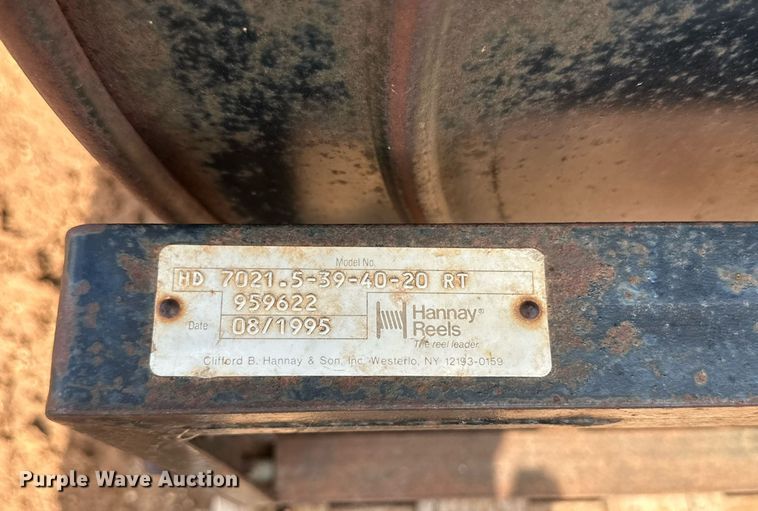 Model No.
HD 7021.5-39-40-20 RT
959622
Date 08/1995
Hannay®
Reels
The reel leader.
Clifford B. Hannay & Son, Inc. Westerlo, NY 12193-0159
Purple Wave Auction